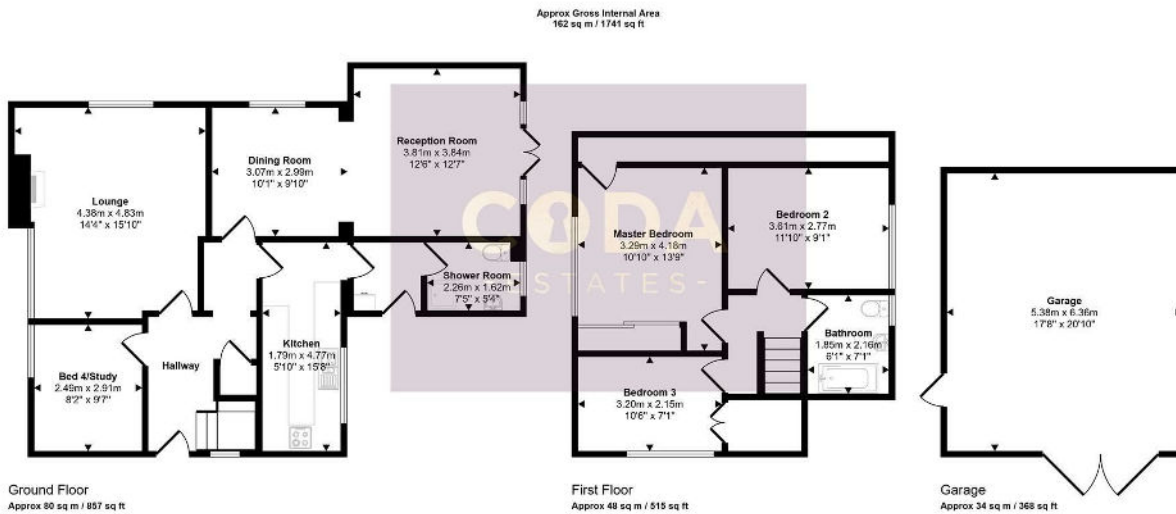 Approx Gross Internal Area
162 sq m / 1741 sq ft
Reception Room
3.81m x 3.84m
12'6" x 12'7"
Dining Room
3.07m x 2.99m
10'1" x 9'10"
Lounge
4.38m x 4.83m
14'4" x 15'10"
Shower Room
2.26m x 1.62m
7'5" x 5'4"
Kitchen
1.79m x 4.77m
5'10" x 15'8"
Bed 4/Study
2.49m x 2.91m
8'2" x 9'7"
Hallway
Ground Floor
Approx 80 sq m / 857 sq ft
CODA
-ESTATES-
Master Bedroom
3.29m x 4.18m
10'10" x 13'9"
Bedroom 2
3.61m x 2.77m
11'10" x 9'1"
Bathroom
1.85m x 2.16m
6'1" x 7'1"
Bedroom 3
3.20m x 2.15m
10'6" x 7'1"
First Floor
Approx 48 sq m / 515 sq ft
Garage
5.38m x 6.36m
17'8" x 20'10"
Garage
Approx 34 sq m / 368 sq ft